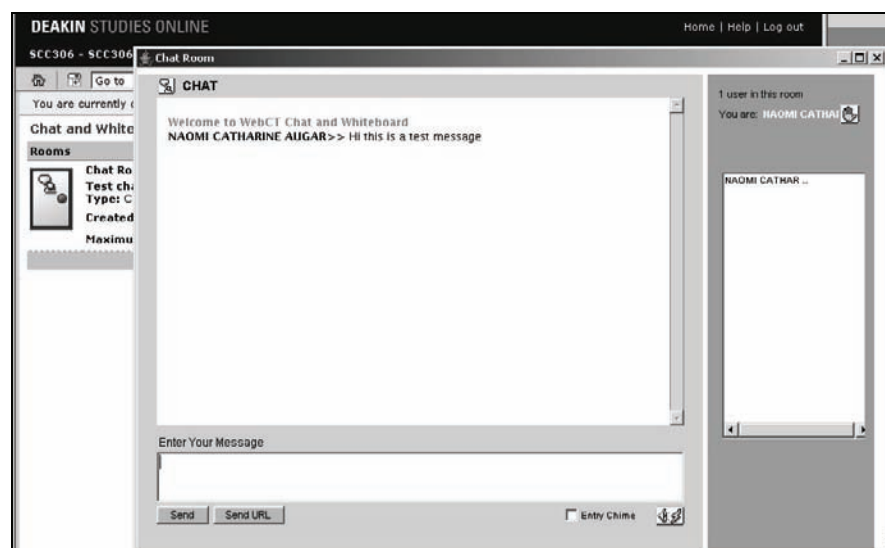 DEAKIN STUDIES ONLINE
Home | Help | Log out
SCC306 - SCC306
Chat Room
Go to
CHAT
You are currently
1 user in this room
You are: NAOMI CATHAI
Chat and White
Welcome to WebCT Chat and Whiteboard
NAOMI CATHARINE AUGAR>> Hi this is a test message
Rooms
Chat Ro
Test cha
Type: C
Created
Maximu
NAOMI CATHAR ...
Enter Your Message
Send
Send URL
Entry Chime